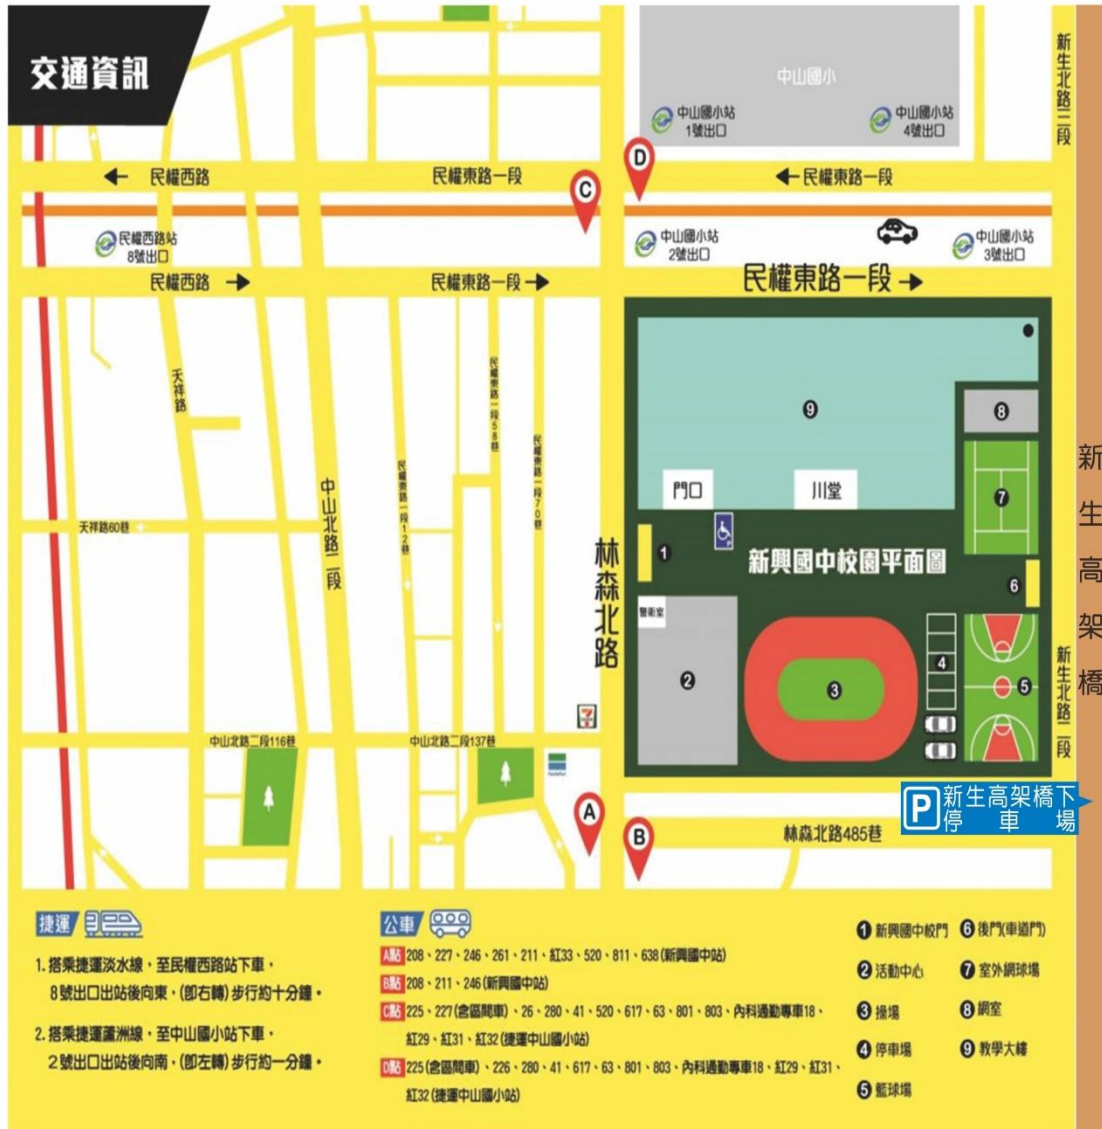 交通資訊
新生北路二段
中山國小
中山國小站
1號出口
中山國小站
4號出口
D
C
民權西路
民權東路一段
民權東路一段
民權西路站
8號出口
中山國小站
2號出口
中山國小站
3號出口
民權西路
民權東路一段
民權東路一段
天祥路
民權東路一段58巷
民權東路一段70巷
民權東路一段12巷
中山北路二段
天祥路60巷
林森北路
9
8
7
門口
川堂
1
新興國中校園平面圖
6
警衛室
2
3
4
5
新生高架橋
新生北路二段
7
中山北路二段116巷
中山北路二段137巷
FamilyMart
A
B
P 新生高架橋下
停車場
林森北路485巷
捷運
1. 搭乘捷運淡水線,至民權西路站下車,
8號出口出站後向東,(即右轉)步行約十分鐘。
2. 搭乘捷運蘆洲線,至中山國小站下車,
2號出口出站後向南,(即左轉)步行約一分鐘。
公車
A點 208、227、246、261、211、紅33、520、811、638(新興國中站)
B點 208、211、246(新興國中站)
C點 225、227(含區間車)、26、280、41、520、617、63、801、803、內科通勤專車18、
紅29、紅31、紅32(捷運中山國小站)
D點 225(含區間車)、226、280、41、617、63、801、803、內科通勤專車18、紅29、紅31、
紅32(捷運中山國小站)
1 新興國中校門
2 活動中心
3 操場
4 停車場
5 籃球場
6 後門(車道門)
7 室外網球場
8 網室
9 教學大樓